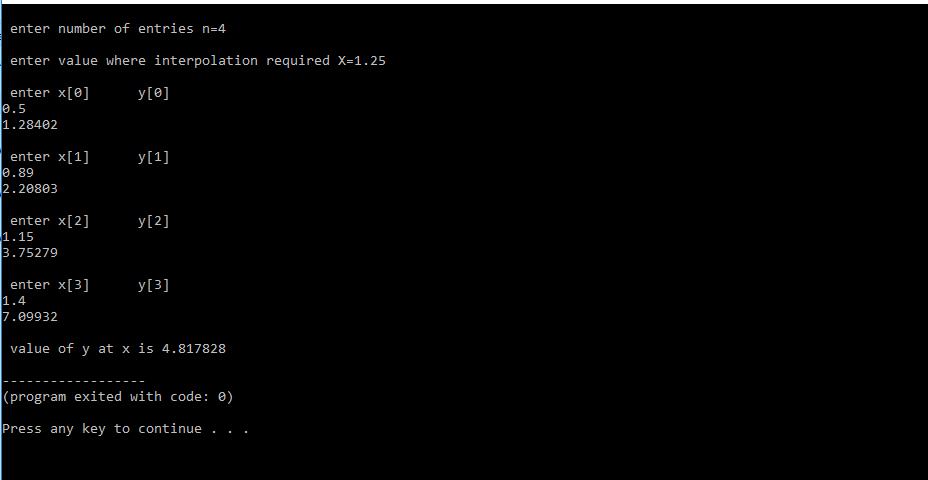 enter number of entries n=4
enter value where interpolation required X=1.25
enter x[0] y[0]
0.5
1.28402
enter x[1] y[1]
0.89
2.20803
enter x[2] y[2]
1.15
3.75279
enter x[3] y[3]
1.4
7.09932
value of y at x is 4.817828
------------------
(program exited with code: 0)
Press any key to continue . . .